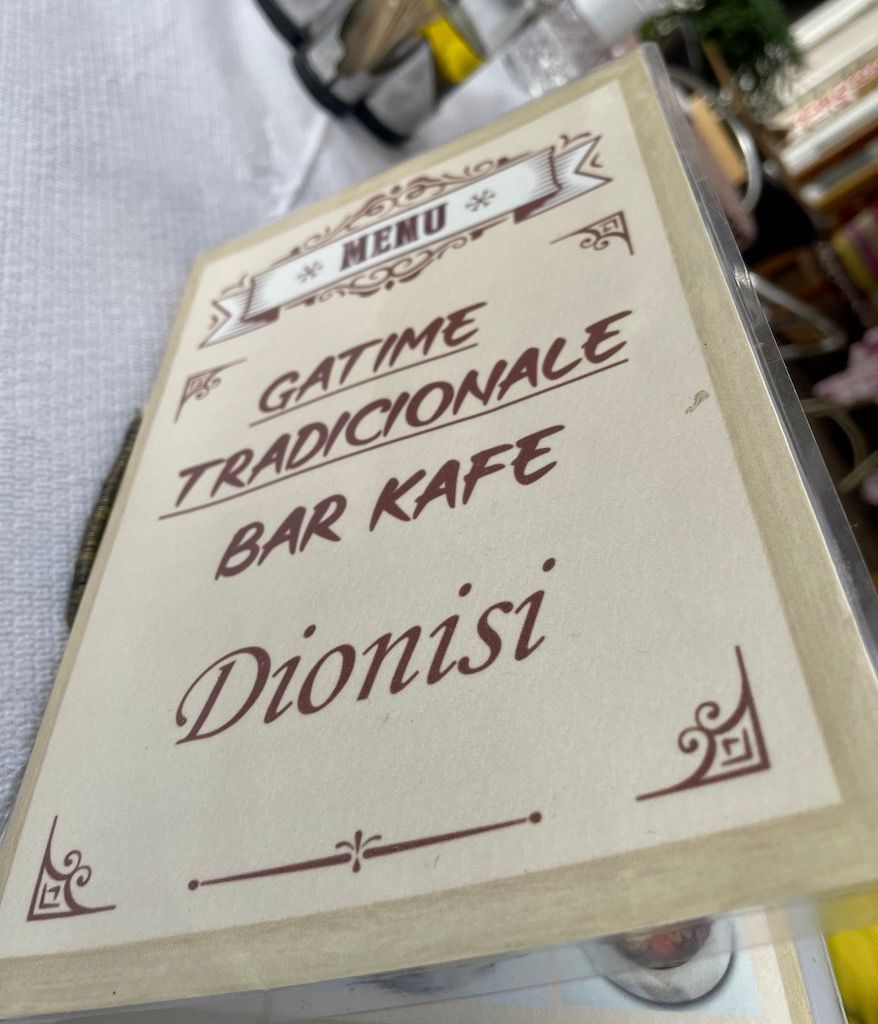 MENU
GATIME
TRADICIONALE
BAR KAFE
Dionisi